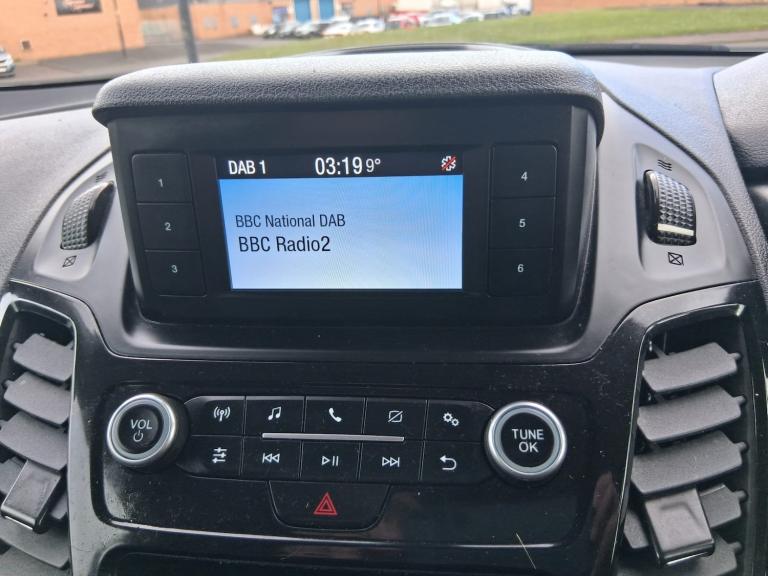 DAB 1 03:19 9°
BBC National DAB
BBC Radio2
1
2
3
4
5
6
VOL
TUNE
OK